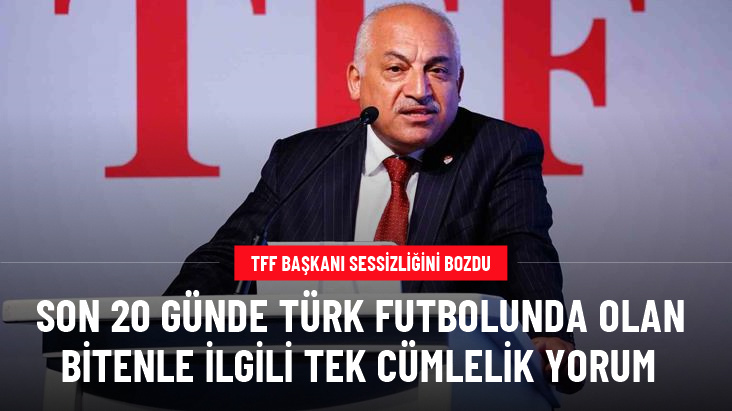 TFF
TFF BAŞKANI SESSİZLİĞİNİ BOZDU
SON 20 GÜNDE TÜRK FUTBOLUNDA OLAN
BİTENLE İLGİLİ TEK CÜMLELİK YORUM